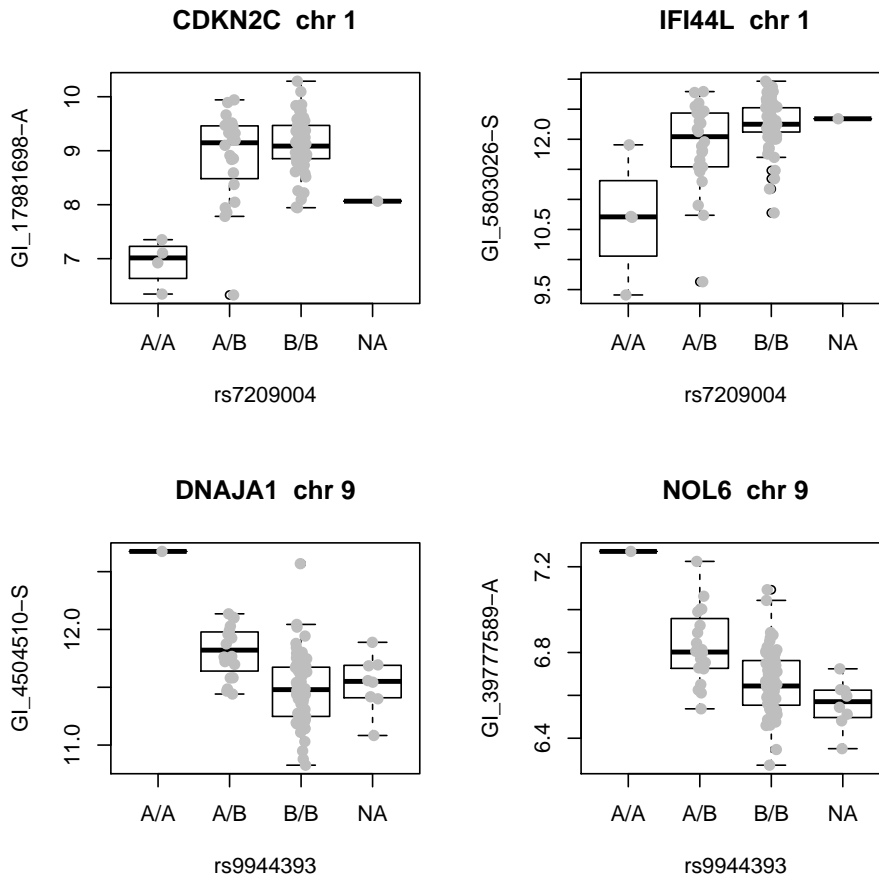 CDKN2C chr 1
GI_17981698−A
10
9
8
7
A/A A/B B/B NA
rs7209004
IFI44L chr 1
GI_5803026−S
12.0
10.5
9.5
A/A A/B B/B NA
rs7209004
DNAJA1 chr 9
GI_4504510−S
12.0
11.0
A/A A/B B/B NA
rs9944393
NOL6 chr 9
GI_39777589−A
7.2
6.8
6.4
A/A A/B B/B NA
rs9944393